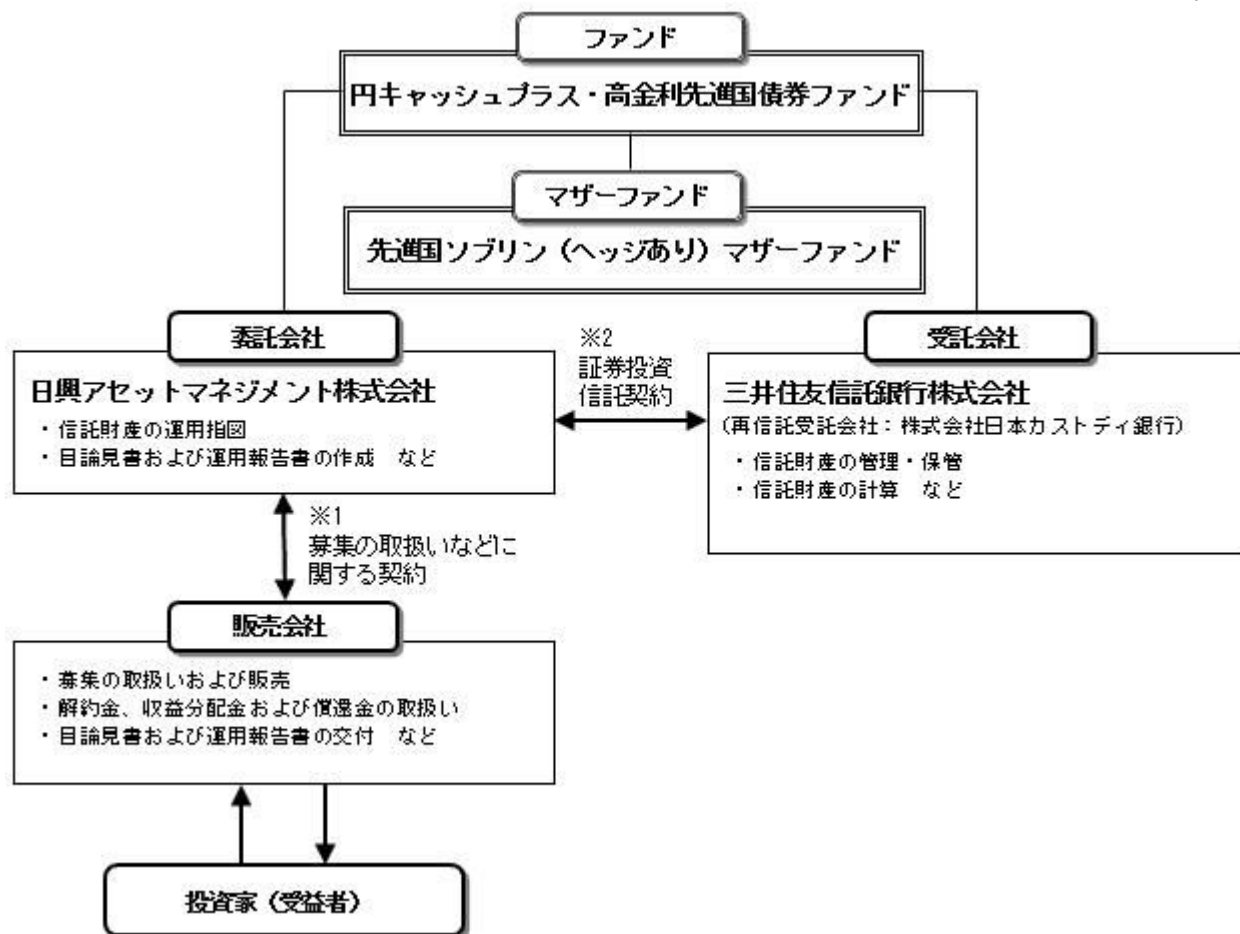 ファンド
円キャッシュプラス・高金利先進国債券ファンド
マザーファンド
先進国ソブリン（ヘッジあり）マザーファンド
委託会社
日興アセットマネジメント株式会社
・信託財産の運用指図
・目論見書および運用報告書の作成　など
※2
証券投資
信託契約
受託会社
三井住友信託銀行株式会社
（再信託受託会社：株式会社日本カストディ銀行）
・信託財産の管理・保管
・信託財産の計算　など
※1
募集の取扱いなどに
関する契約
販売会社
・募集の取扱いおよび販売
・解約金、収益分配金および償還金の取扱い
・目論見書および運用報告書の交付　など
投資家（受益者）